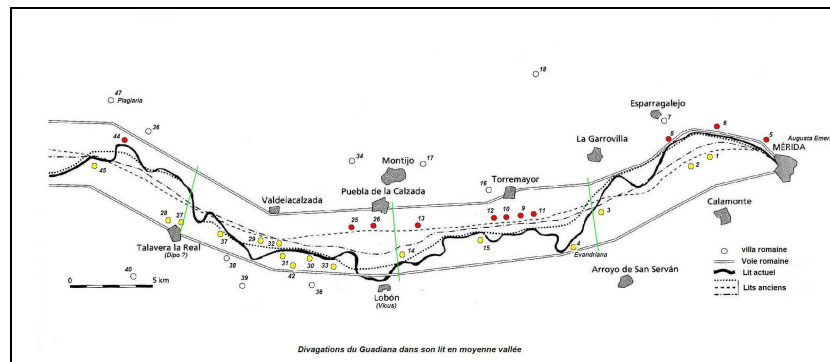 18
47
Plagiaria
36
44
45
Esparragalejo
7
8
6
5
Augusta Emeri
MÉRIDA
La Garrovilla
2
1
34
Montijo
17
Puebla de la Calzada
16
Torremayor
Valdeiacalzada
25
26
13
12
10
9
11
3
Calamonte
28
27
Talavera la Real
(Dipo ?)
37
29
32
31
42
30
33
14
15
4
Evandriana
38
40
39
36
Lobón
(Vicus)
Arroyo de San Serván
0
5 km
villa romaine
Voie romaine
Lit actuel
Lits anciens
Divagations du Guadiana dans son lit en moyenne vallée